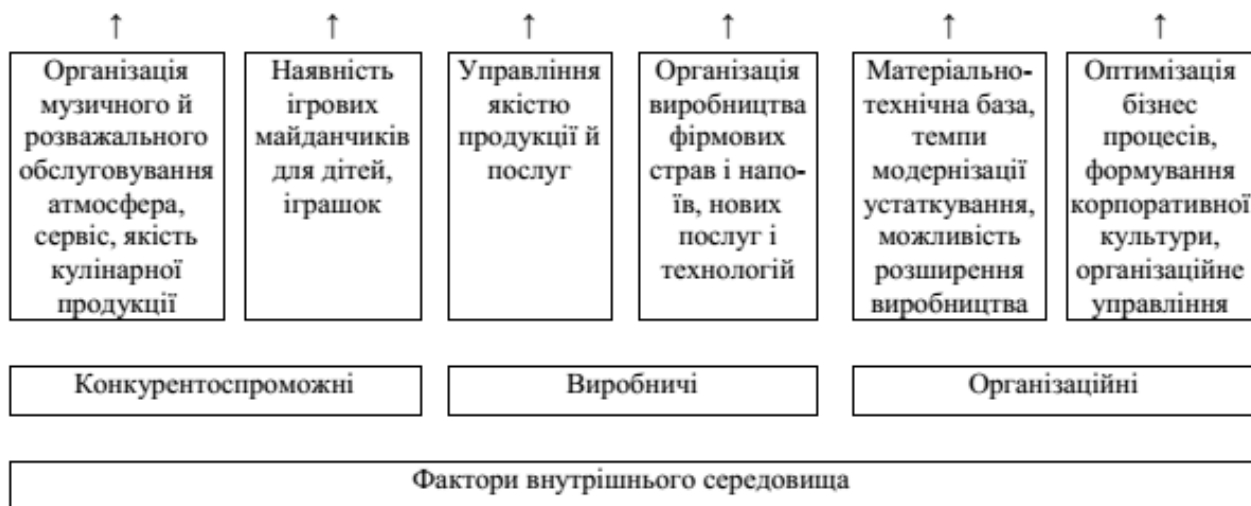 ↑ ↑ ↑ ↑ ↑ ↑
Організація
музичного й
розважального
обслуговування
атмосфера,
сервіс, якість
кулінарної
продукції
Наявність
ігрових
майданчиків
для дітей,
іграшок
Управління
якістю
продукції й
послуг
Організація
виробництва
фірмових
страв і напо-
їв, нових
послуг і
технологій
Матеріально-
технічна база,
темпи
модернізації
устаткування,
можливість
розширення
виробництва
Оптимізація
бізнес
процесів,
формування
корпоративної
культури,
організаційне
управління
Конкурентоспроможні
Виробничі
Організаційні
Фактори внутрішнього середовища